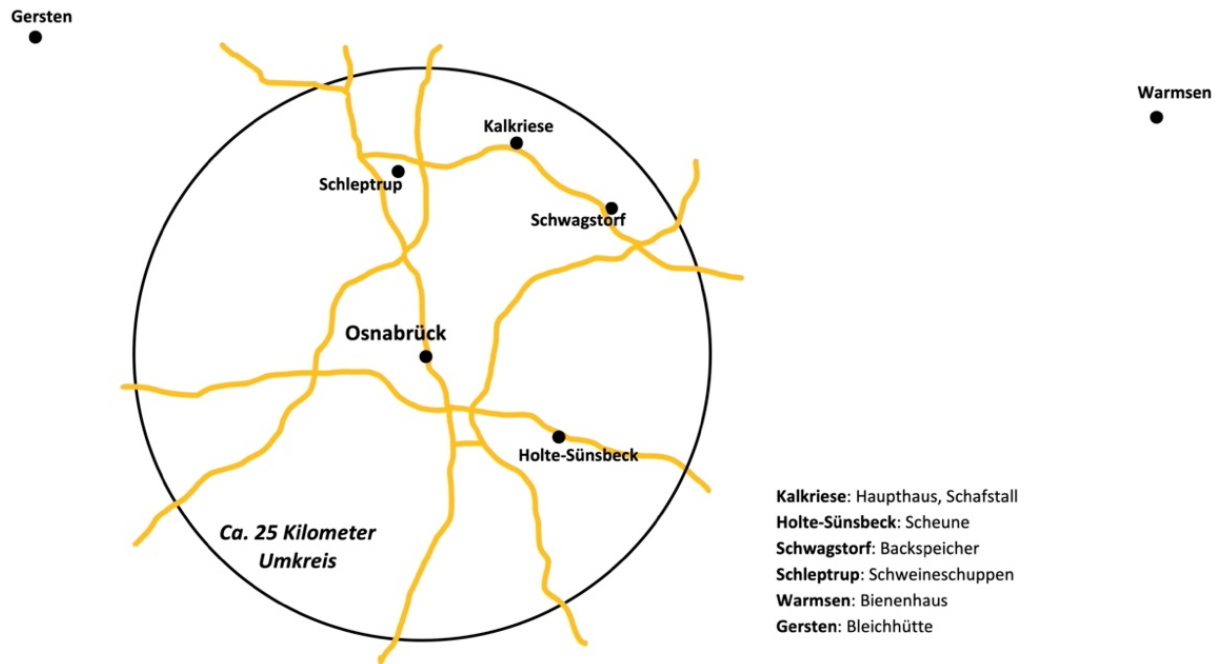 Gersten
Warmsen
Kalkriese
Schleptrup
Schwagstorf
Osnabrück
Holte-Sünsbeck
Ca. 25 Kilometer
Umkreis
Kalkriese: Haupthaus, Schafstall
Holte-Sünsbeck: Scheune
Schwagstorf: Backspeicher
Schleptrup: Schweineschuppen
Warmsen: Bienenhaus
Gersten: Bleichhütte